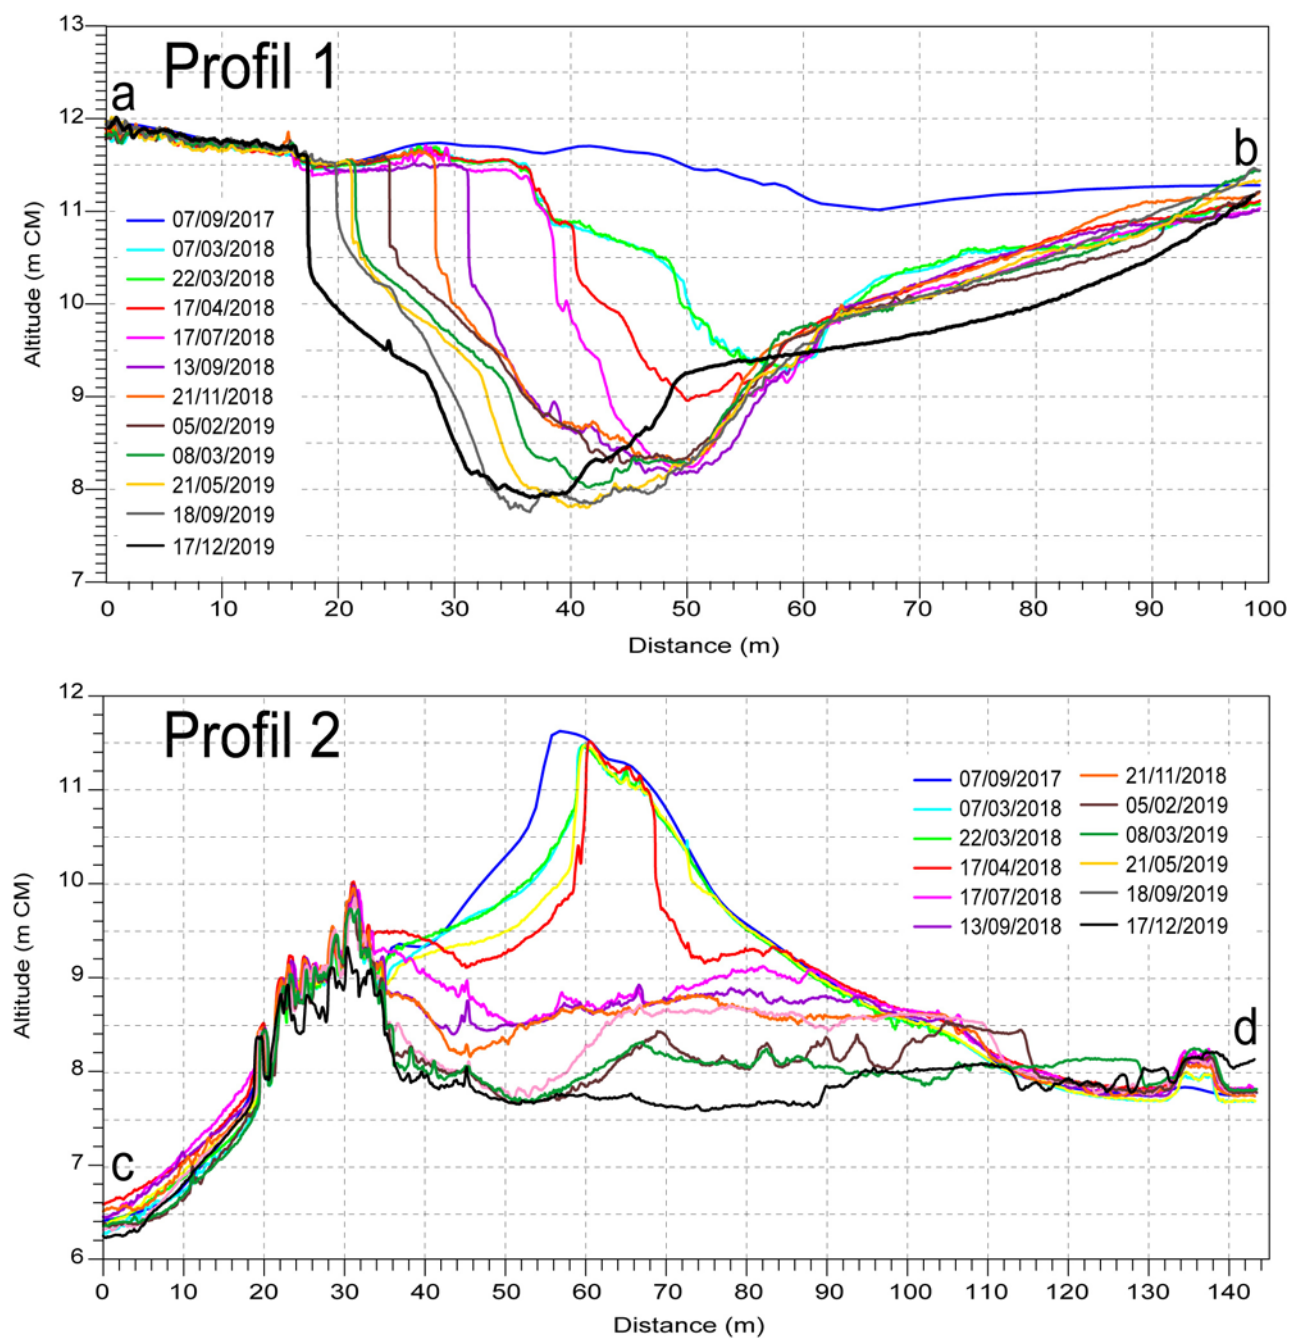 Profil 1
a
b
13
12
11
10
9
8
7
Altitude (m CM)
07/09/2017
07/03/2018
22/03/2018
17/04/2018
17/07/2018
13/09/2018
21/11/2018
05/02/2019
08/03/2019
21/05/2019
18/09/2019
17/12/2019
0 10 20 30 40 50 60 70 80 90 100
Distance (m)
Profil 2
c
d
12
11
10
9
8
7
6
Altitude (m CM)
07/09/2017 21/11/2018
07/03/2018 05/02/2019
22/03/2018 08/03/2019
17/04/2018 21/05/2019
17/07/2018 18/09/2019
13/09/2018 17/12/2019
0 10 20 30 40 50 60 70 80 90 100 110 120 130 140
Distance (m)